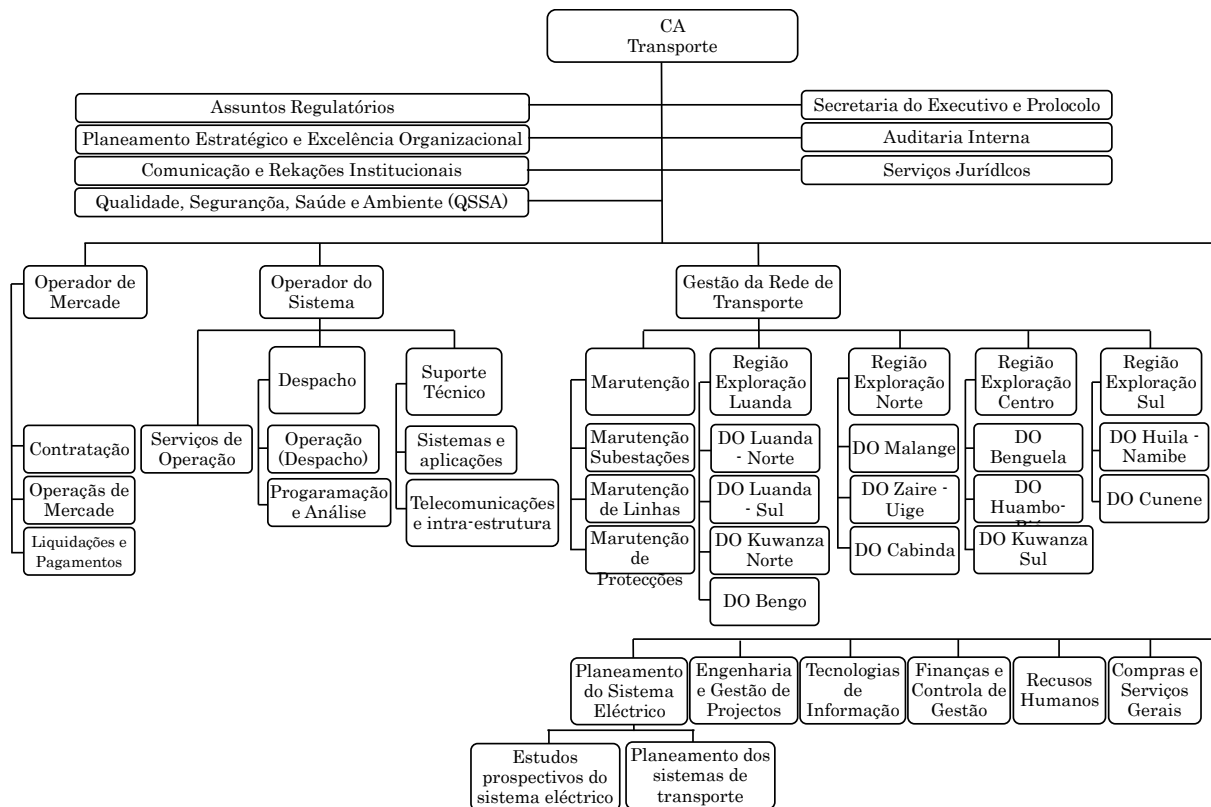 CA
Transporte
Assuntos Regulatórios
Secretaria do Executivo e Prolocolo
Planeamento Estratégico e Excelência Organizacional
Auditaria Interna
Comunicação e Rekações Institucionais
Serviços Jurídlcos
Qualidade, Segurançõa, Saúde e Ambiente (QSSA)
Operador de
Mercade
Operador do
Sistema
Gestão da Rede de
Transporte
Contratação
Operaçãs de
Mercade
Liquidações e
Pagamentos
Serviços de
Operação
Despacho
Operação
(Despacho)
Progaramação
e Análise
Suporte
Técnico
Sistemas e
aplicações
Telecomunicações
e intra-estrutura
Marutenção
Marutenção
Subestações
Marutenção
de Linhas
Marutenção
de
Protecções
Região
Exploração
Luanda
DO Luanda
- Norte
DO Luanda
- Sul
DO Kuwanza
Norte
DO Bengo
Região
Exploração
Norte
DO Malange
DO Zaire -
Uige
DO Cabinda
Região
Exploração
Centro
DO
Benguela
DO
Huambo-
DO Kuwanza
Sul
Região
Exploração
Sul
DO Huila -
Namibe
DO Cunene
Planeamento
do Sistema
Eléctrico
Engenharia
e Gestão de
Projectos
Tecnologias
de
Informação
Finanças e
Controla de
Gestão
Recusos
Humanos
Compras e
Serviços
Gerais
Estudos
prospectivos do
sistema eléctrico
Planeamento dos
sistemas de
transporte